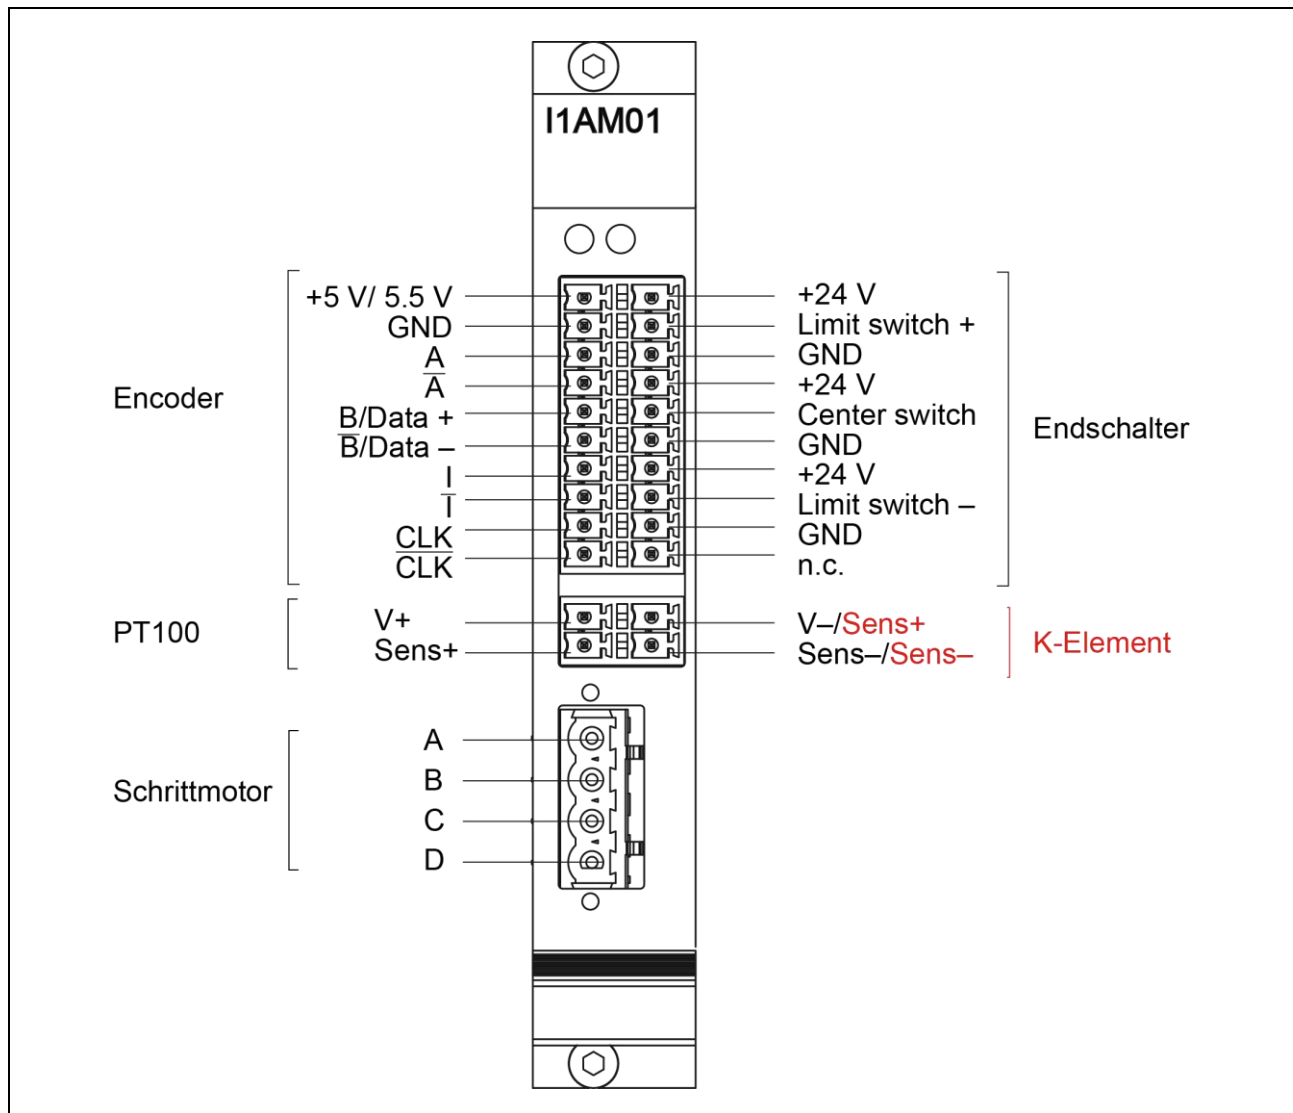 I1AM01
Encoder
+5 V/ 5.5 V
GND
A
A̅
B/Data +
B̅/Data –
I
I̅
CLK
C̅L̅K̅
+24 V
Limit switch +
GND
+24 V
Center switch
GND
+24 V
Limit switch –
GND
n.c.
Endschalter
PT100
V+
Sens+
V–/Sens+
Sens–/Sens–
K-Element
Schrittmotor
A
B
C
D